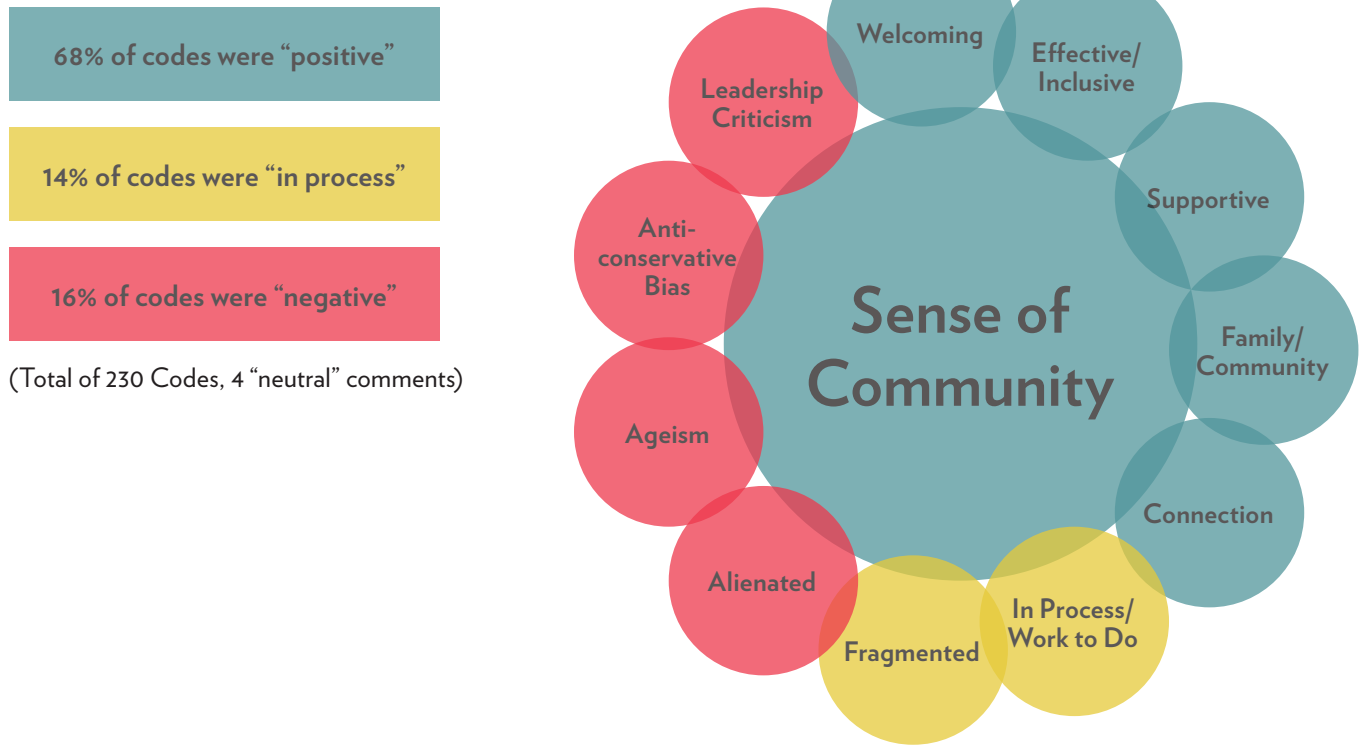 68% of codes were “positive”
14% of codes were “in process”
16% of codes were “negative”
(Total of 230 Codes, 4 “neutral” comments)
Welcoming
Effective/
Inclusive
Supportive
Family/
Community
Connection
In Process/
Work to Do
Fragmented
Alienated
Ageism
Anti-
conservative
Bias
Leadership
Criticism
Sense of
Community